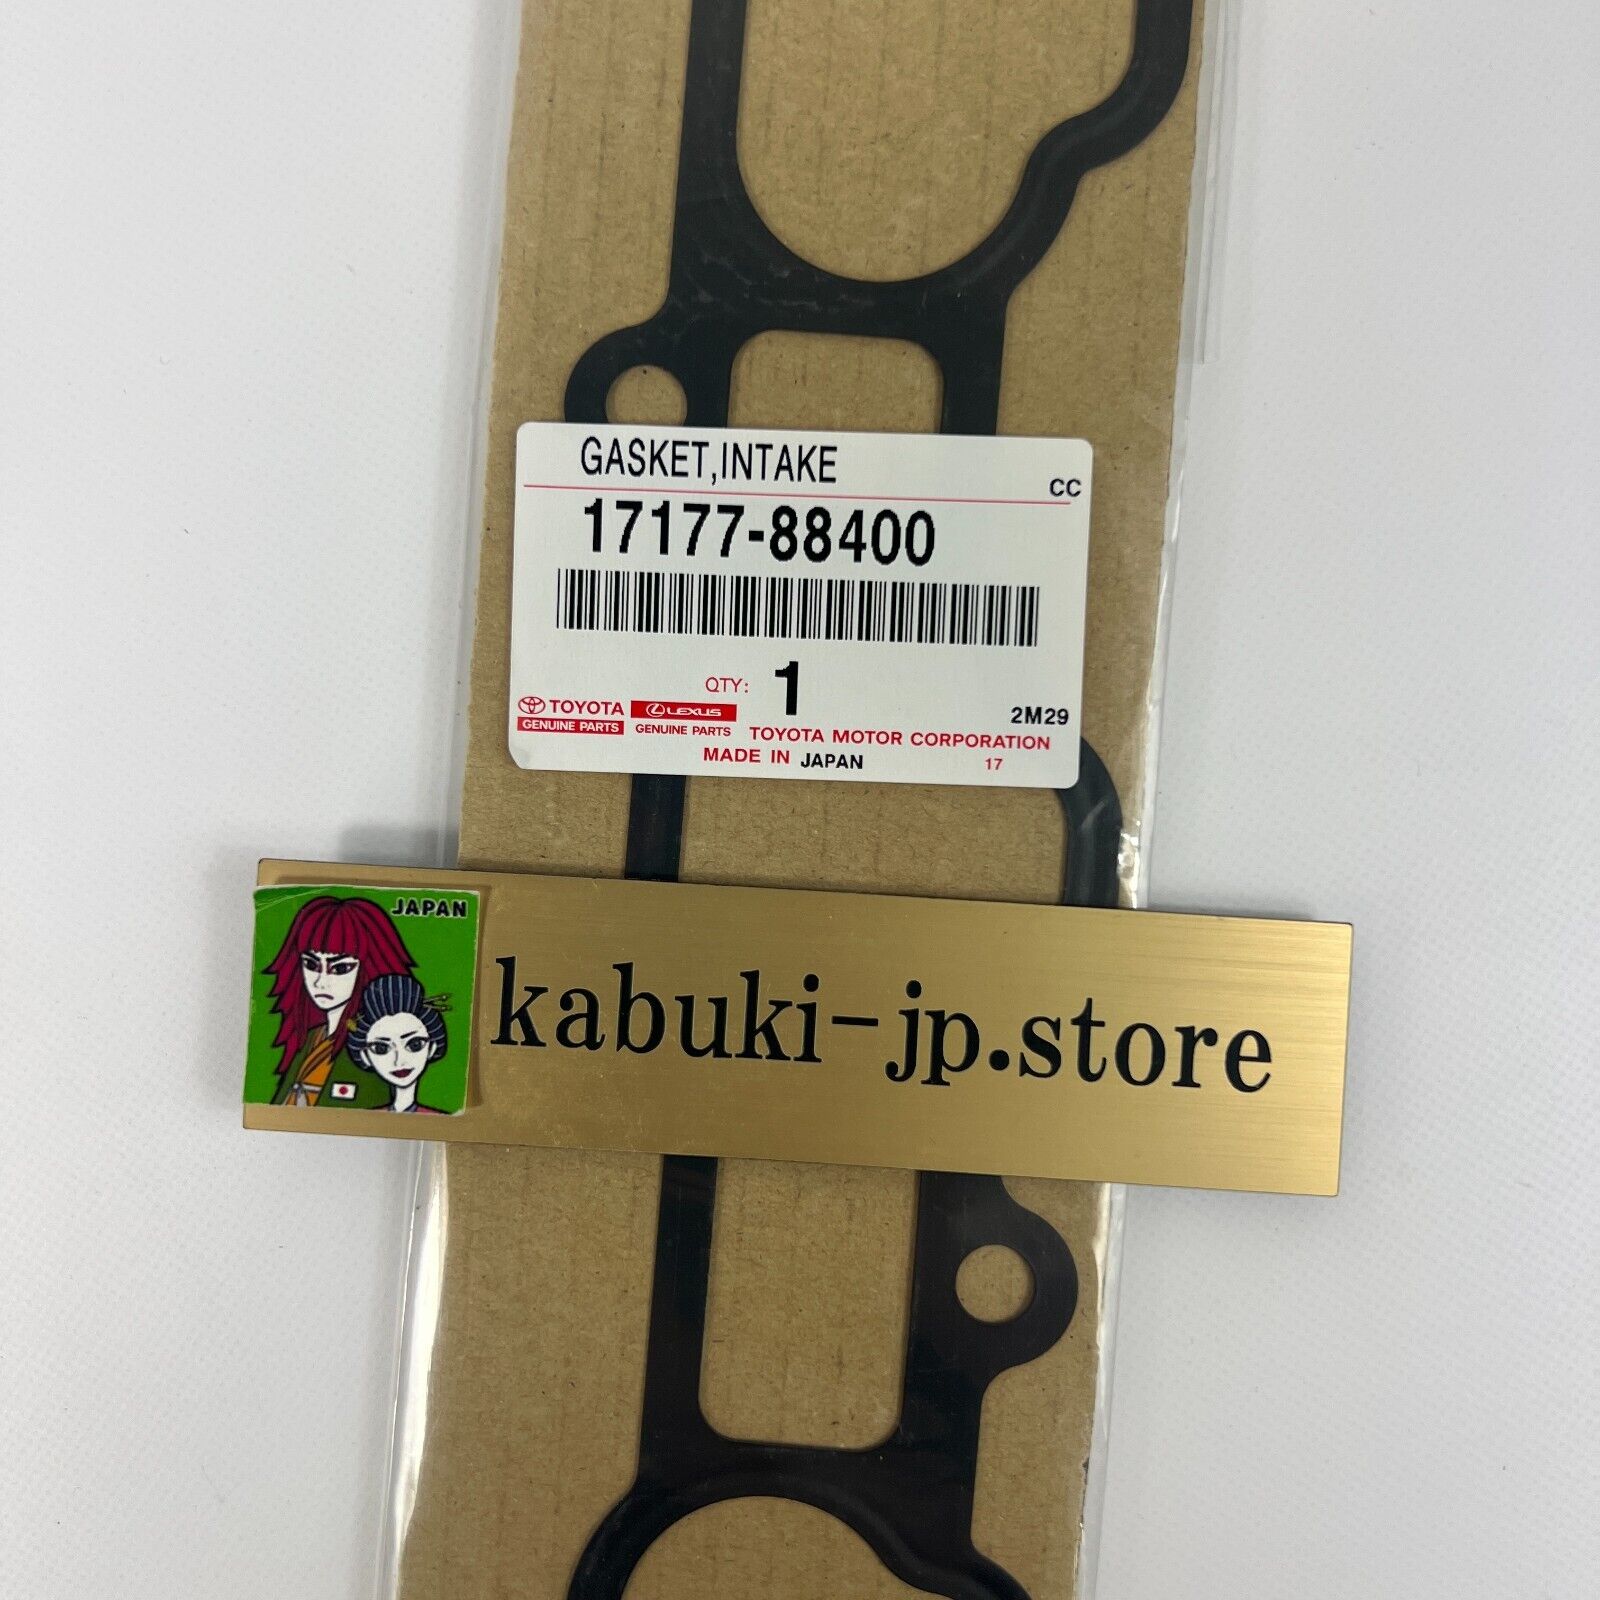 GASKET,INTAKE
CC
17177-88400
QTY: 1
TOYOTA LEXUS 2M29
GENUINE PARTS GENUINE PARTS TOYOTA MOTOR CORPORATION
MADE IN JAPAN 17
JAPAN
kabuki-jp.store